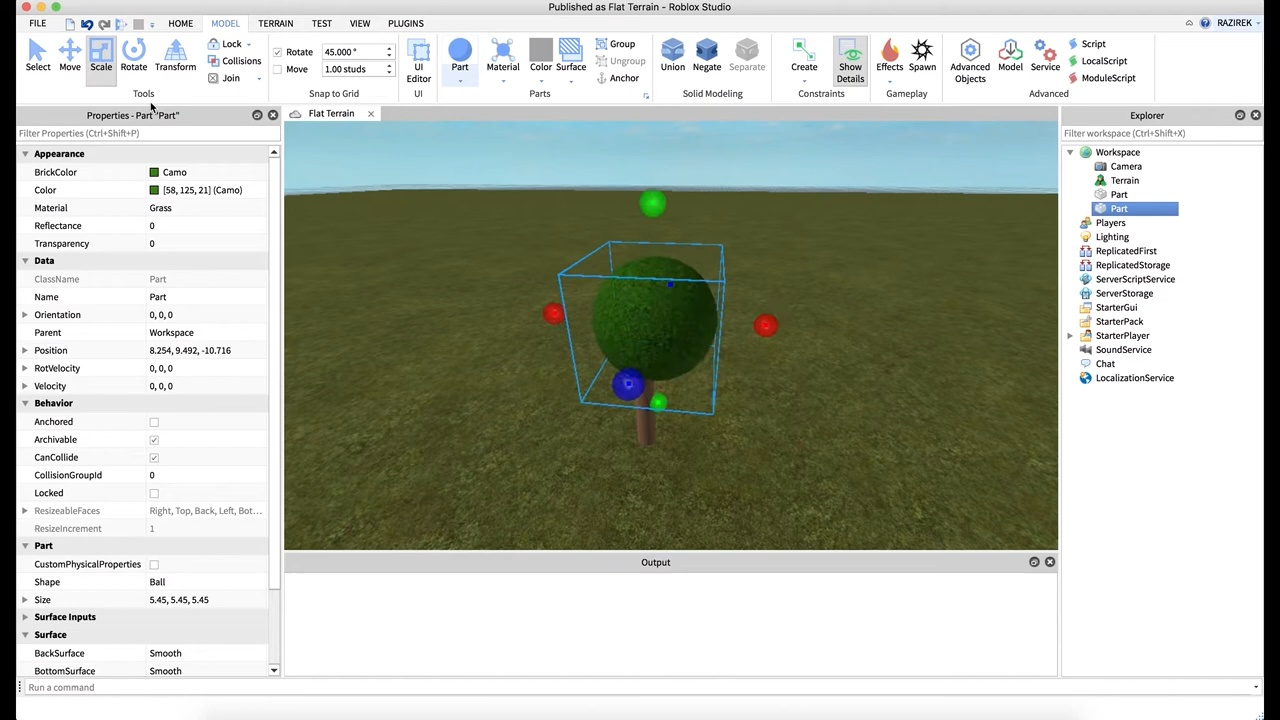 Published as Flat Terrain - Roblox Studio
FILE HOME MODEL TERRAIN TEST VIEW PLUGINS RAZIREK
Select Move Scale Rotate Transform
Lock
Collisions
Join
Tools
Rotate 45.000 °
Move 1.00 studs
Snap to Grid
UI Editor
UI
Part Material Color Surface
Group
Ungroup
Anchor
Parts
Union Negate Separate
Solid Modeling
Create Show Details
Constraints
Effects Spawn
Gameplay
Advanced Objects Model Service
Script
LocalScript
ModuleScript
Advanced
Properties - Part "Part"
Filter Properties (Ctrl+Shift+P)
Appearance
BrickColor Camo
Color [58, 125, 21] (Camo)
Material Grass
Reflectance 0
Transparency 0
Data
ClassName Part
Name Part
Orientation 0, 0, 0
Parent Workspace
Position 8.254, 9.492, -10.716
RotVelocity 0, 0, 0
Velocity 0, 0, 0
Behavior
Anchored
Archivable
CanCollide
CollisionGroupId 0
Locked
ResizeableFaces Right, Top, Back, Left, Bot...
ResizeIncrement 1
Part
CustomPhysicalProperties
Shape Ball
Size 5.45, 5.45, 5.45
Surface Inputs
Surface
BackSurface Smooth
BottomSurface Smooth
Flat Terrain
Output
Explorer
Filter workspace (Ctrl+Shift+X)
Workspace
Camera
Terrain
Part
Part
Players
Lighting
ReplicatedFirst
ReplicatedStorage
ServerScriptService
ServerStorage
StarterGui
StarterPack
StarterPlayer
SoundService
Chat
LocalizationService
Run a command